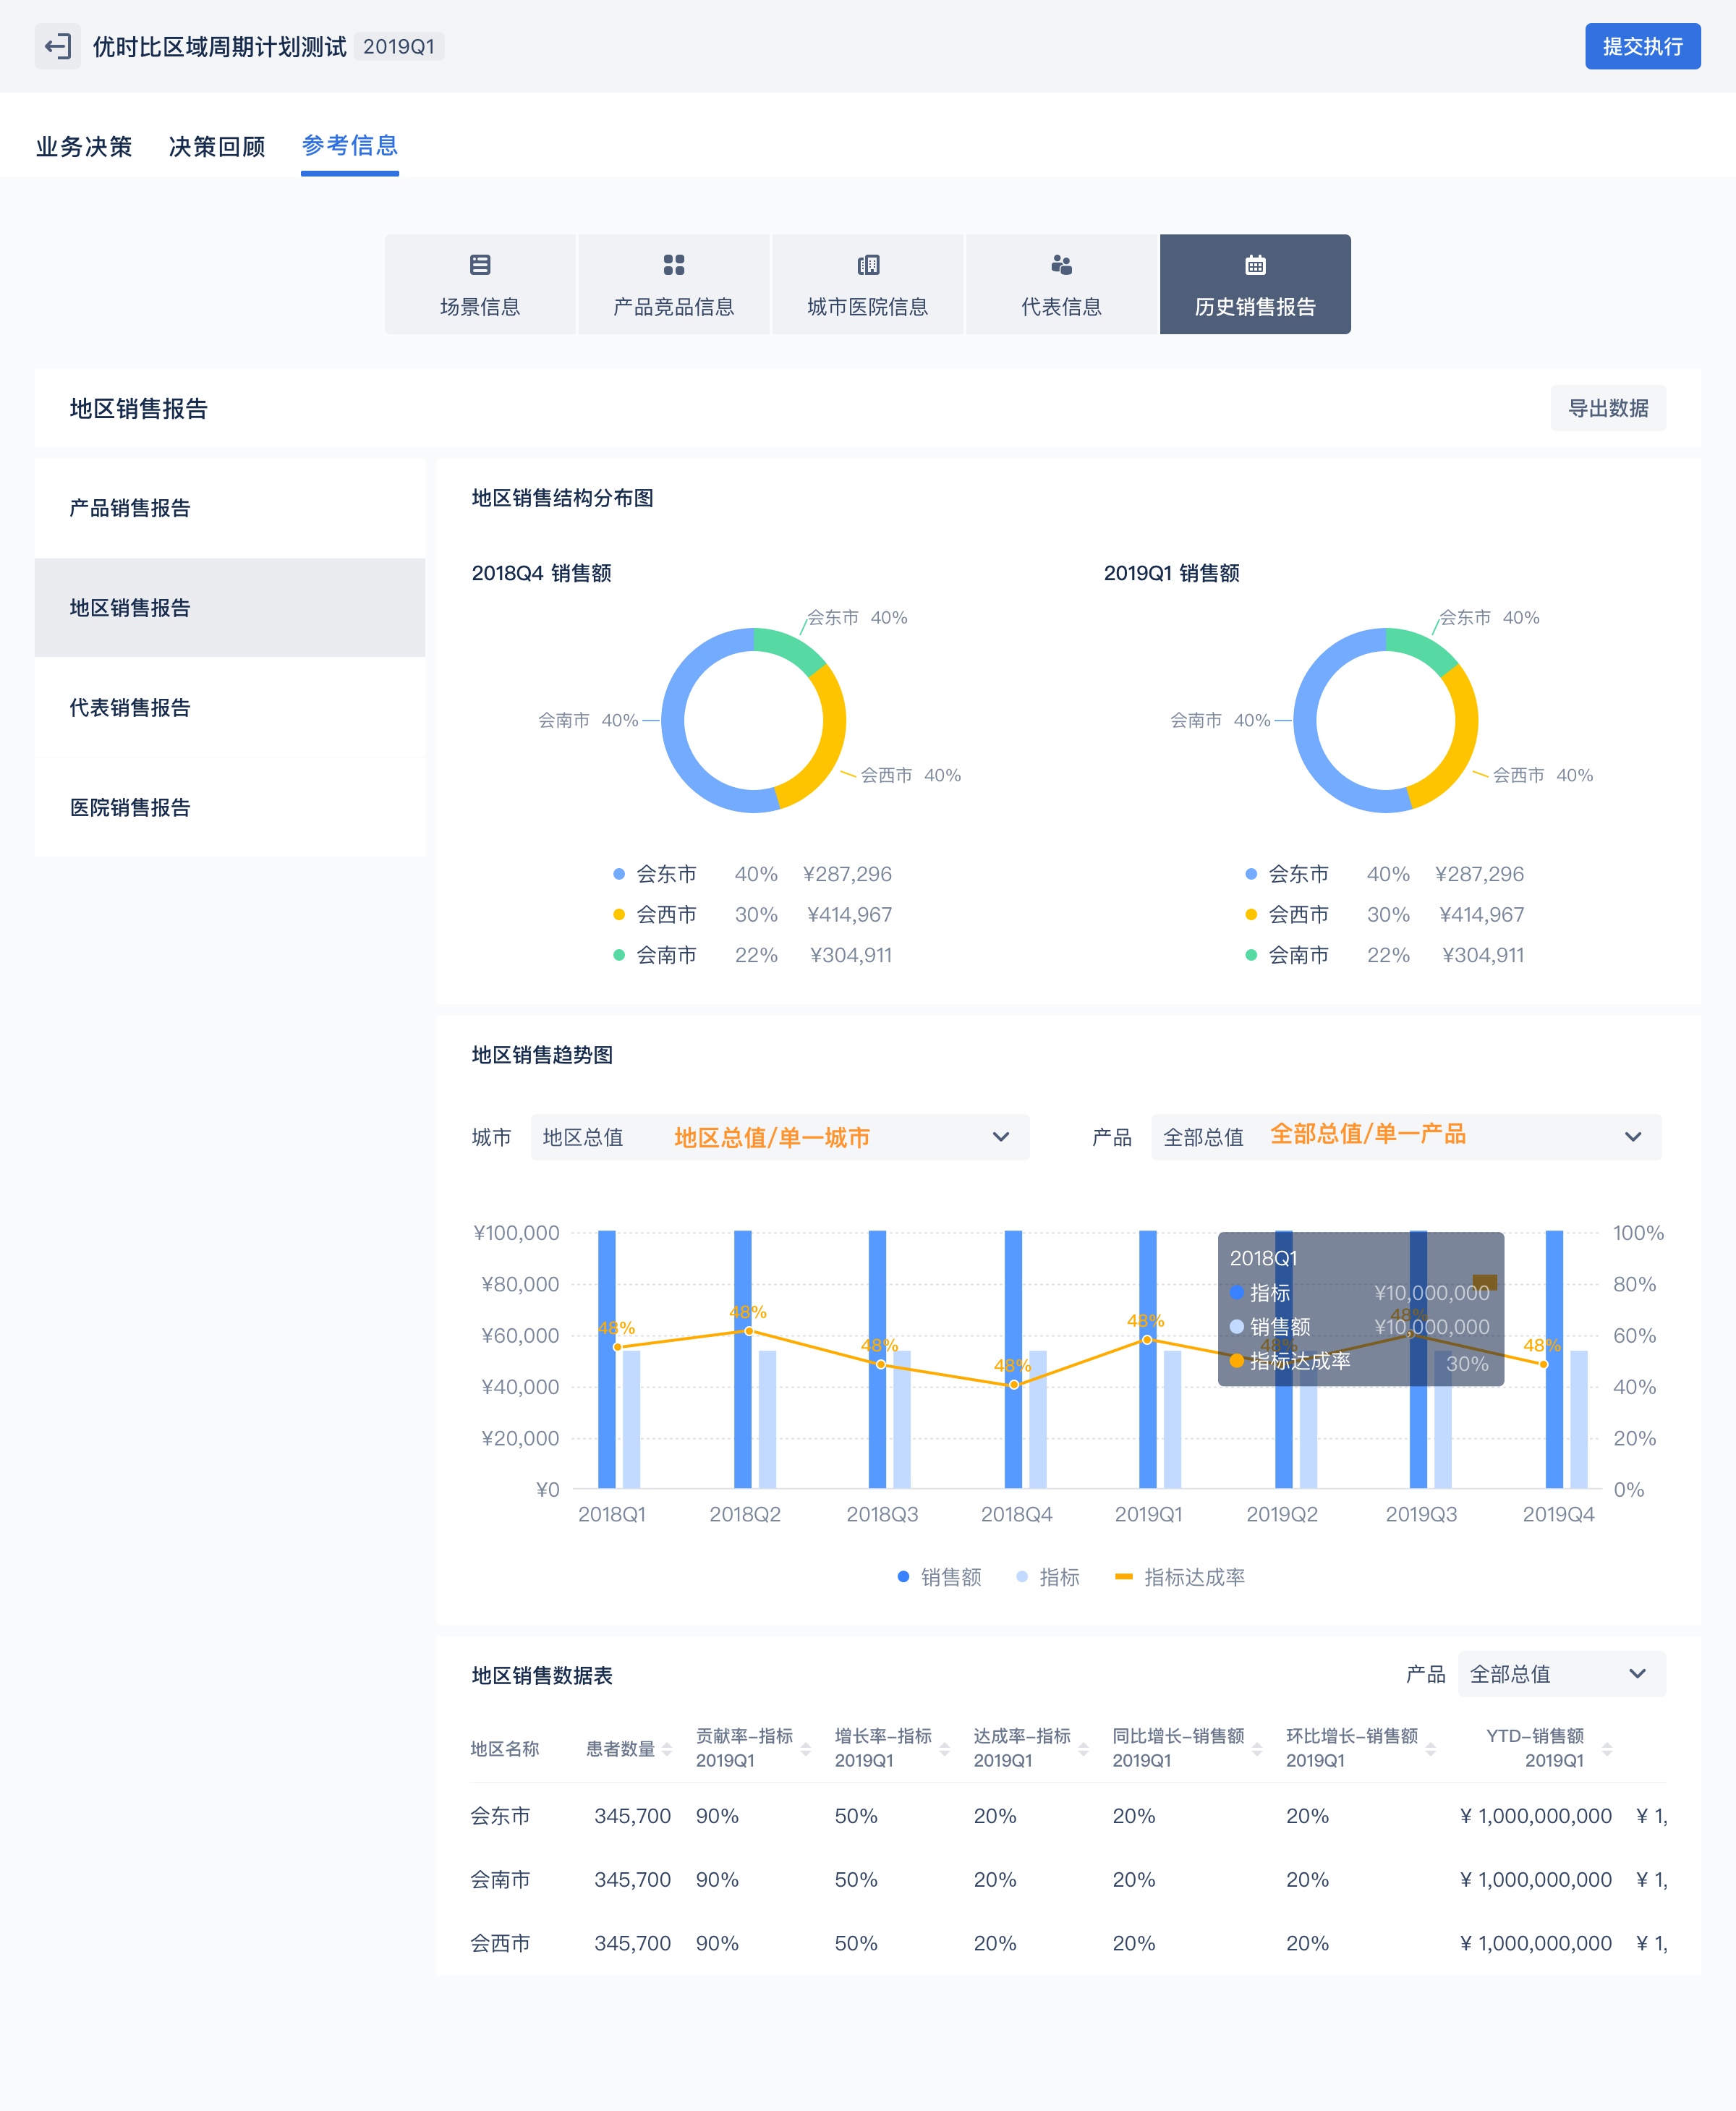 优时比区域周期计划测试 2019Q1
提交执行
业务决策 决策回顾 参考信息
场景信息 产品竞品信息 城市医院信息 代表信息 历史销售报告
地区销售报告
导出数据
产品销售报告
地区销售报告
代表销售报告
医院销售报告
地区销售结构分布图
2018Q4 销售额
会东市 40%
会南市 40%
会西市 40%
会东市 40% ¥287,296
会西市 30% ¥414,967
会南市 22% ¥304,911
2019Q1 销售额
会东市 40%
会南市 40%
会西市 40%
会东市 40% ¥287,296
会西市 30% ¥414,967
会南市 22% ¥304,911
地区销售趋势图
城市 地区总值 地区总值/单一城市
产品 全部总值 全部总值/单一产品
¥100,000
¥80,000
¥60,000
¥40,000
¥20,000
¥0
48% 48% 48% 48% 48% 48% 48% 48%
2018Q1
指标 ¥10,000,000
销售额 ¥10,000,000
指标达成率 30%
100%
80%
60%
40%
20%
0%
2018Q1 2018Q2 2018Q3 2018Q4 2019Q1 2019Q2 2019Q3 2019Q4
销售额 指标 指标达成率
地区销售数据表
产品 全部总值
地区名称 患者数量 贡献率-指标 2019Q1 增长率-指标 2019Q1 达成率-指标 2019Q1 同比增长-销售额 2019Q1 环比增长-销售额 2019Q1 YTD-销售额 2019Q1
会东市 345,700 90% 50% 20% 20% 20% ¥ 1,000,000,000 ¥ 1,
会南市 345,700 90% 50% 20% 20% 20% ¥ 1,000,000,000 ¥ 1,
会西市 345,700 90% 50% 20% 20% 20% ¥ 1,000,000,000 ¥ 1,